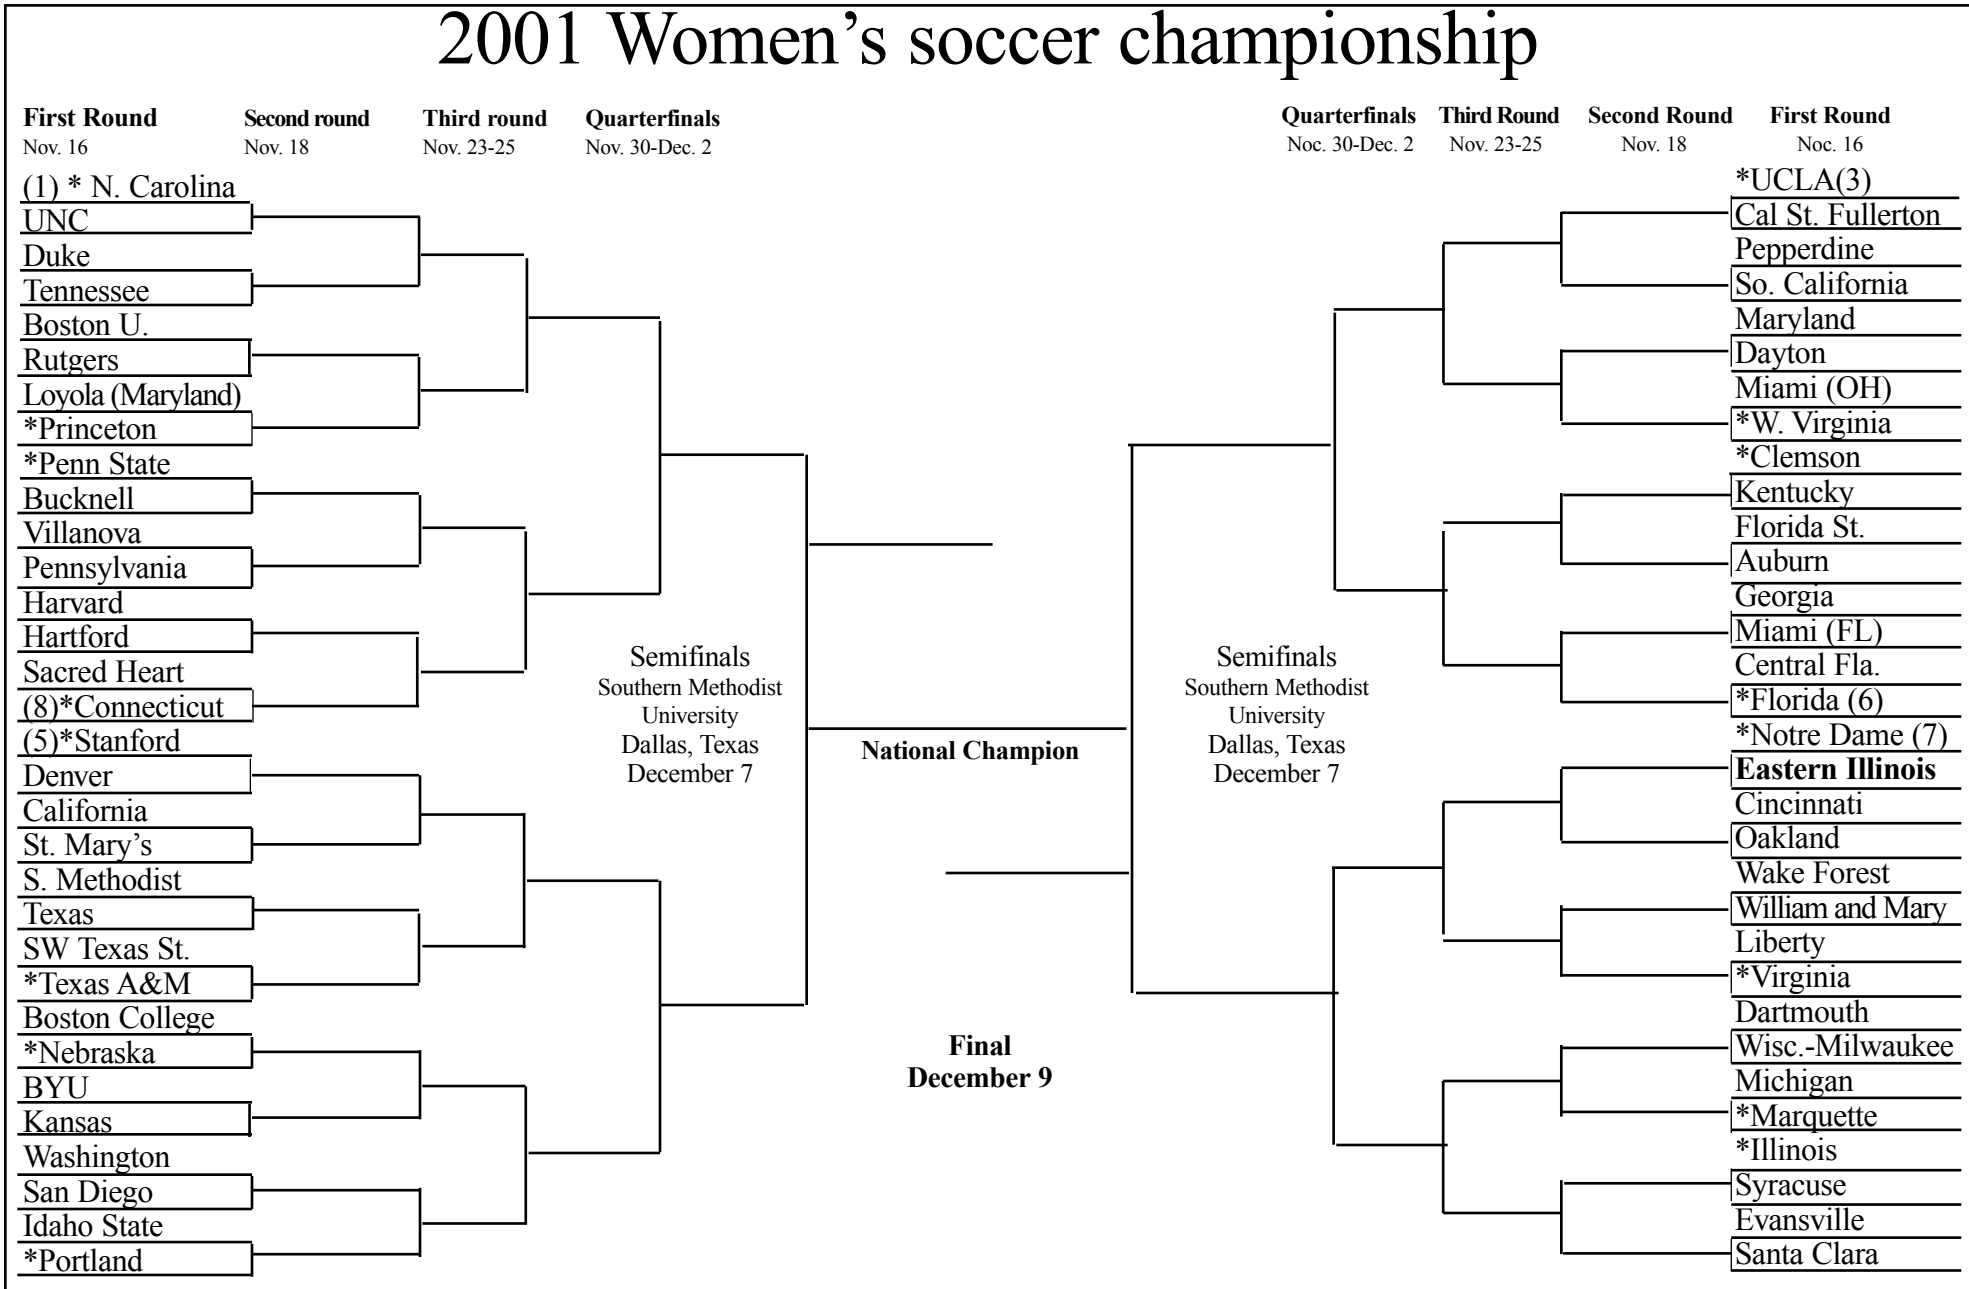 2001 Women’s soccer championship
First Round
Nov. 16
Second round
Nov. 18
Third round
Nov. 23-25
Quarterfinals
Nov. 30-Dec. 2
Quarterfinals
Noc. 30-Dec. 2
Third Round
Nov. 23-25
Second Round
Nov. 18
First Round
Noc. 16
(1) * N. Carolina
UNC
Duke
Tennessee
Boston U.
Rutgers
Loyola (Maryland)
*Princeton
*Penn State
Bucknell
Villanova
Pennsylvania
Harvard
Hartford
Sacred Heart
(8)*Connecticut
(5)*Stanford
Denver
California
St. Mary’s
S. Methodist
Texas
SW Texas St.
*Texas A&M
Boston College
*Nebraska
BYU
Kansas
Washington
San Diego
Idaho State
*Portland
Semifinals
Southern Methodist
University
Dallas, Texas
December 7
National Champion
Final
December 9
Semifinals
Southern Methodist
University
Dallas, Texas
December 7
*UCLA(3)
Cal St. Fullerton
Pepperdine
So. California
Maryland
Dayton
Miami (OH)
*W. Virginia
*Clemson
Kentucky
Florida St.
Auburn
Georgia
Miami (FL)
Central Fla.
*Florida (6)
*Notre Dame (7)
Eastern Illinois
Cincinnati
Oakland
Wake Forest
William and Mary
Liberty
*Virginia
Dartmouth
Wisc.-Milwaukee
Michigan
*Marquette
*Illinois
Syracuse
Evansville
Santa Clara